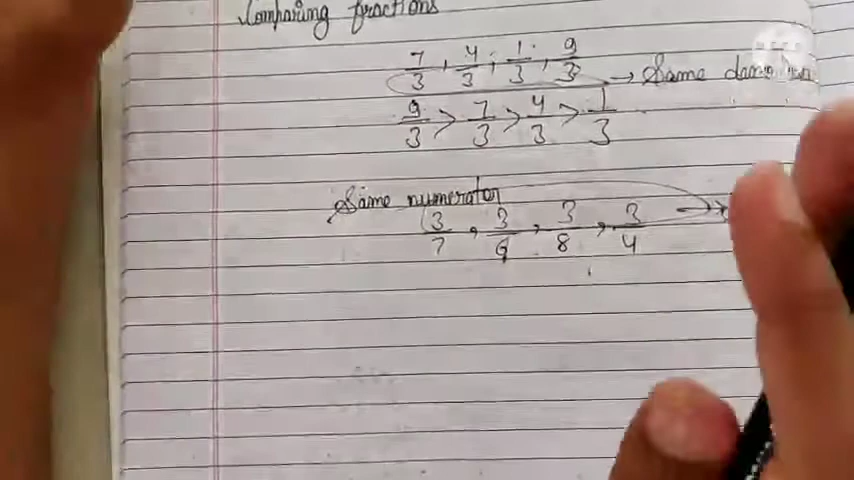 Comparing fractions
7/3 , 4/3 , 1/3 , 9/3 → Same
9/3 > 7/3 > 4/3 > 1/3
Same numerator
3/7 , 3/6 , 3/8 , 3/4 →